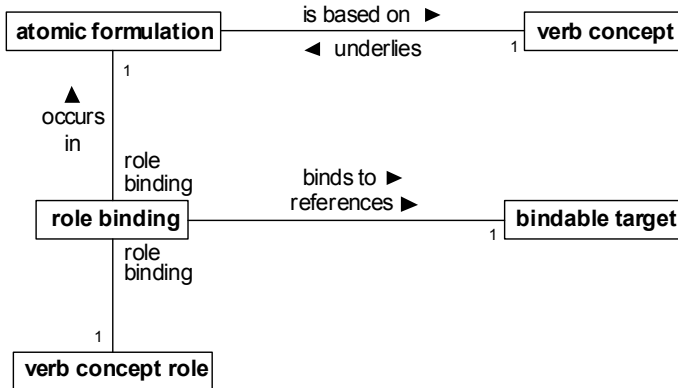 is based on ►
atomic formulation
verb concept
◄ underlies
1
1
▲
occurs
in
role
binding
binds to ►
references ►
role binding
bindable target
1
role
binding
1
verb concept role